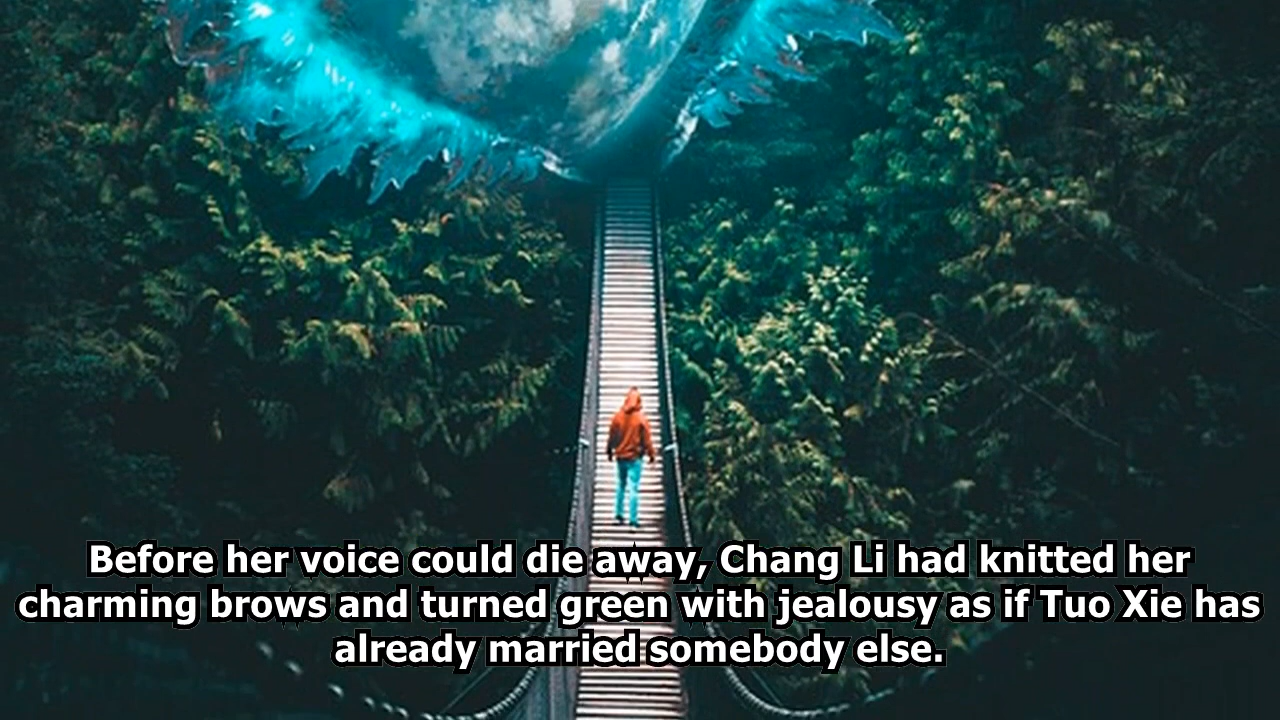 Before her voice could die away, Chang Li had knitted her
charming brows and turned green with jealousy as if Tuo Xie has
already married somebody else.